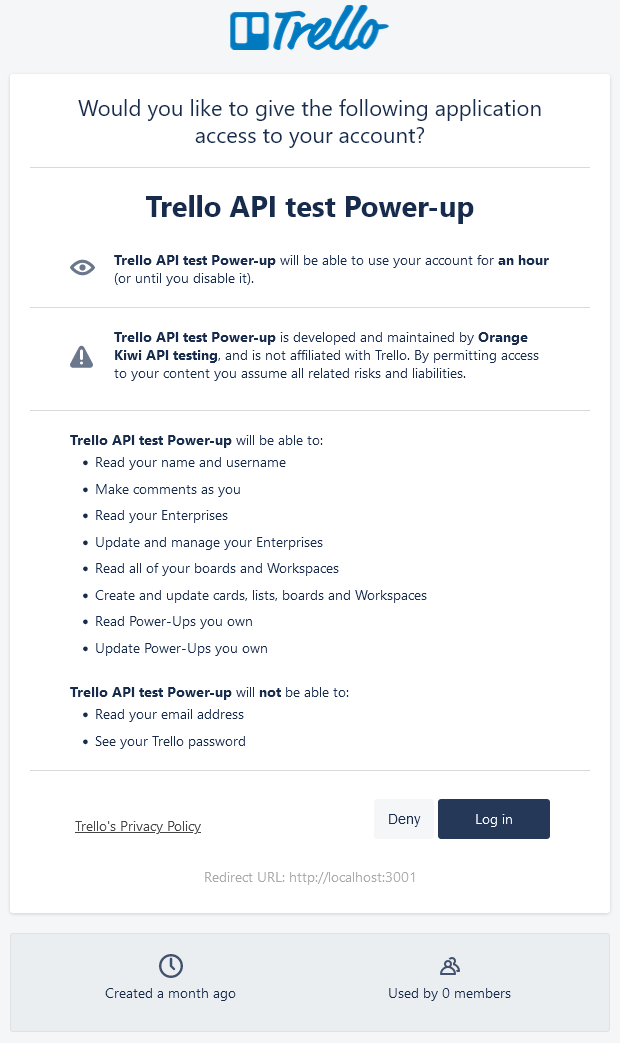 Trello
Would you like to give the following application
access to your account?
Trello API test Power-up
Trello API test Power-up will be able to use your account for an hour
(or until you disable it).
Trello API test Power-up is developed and maintained by Orange
Kiwi API testing, and is not affiliated with Trello. By permitting access
to your content you assume all related risks and liabilities.
Trello API test Power-up will be able to:
• Read your name and username
• Make comments as you
• Read your Enterprises
• Update and manage your Enterprises
• Read all of your boards and Workspaces
• Create and update cards, lists, boards and Workspaces
• Read Power-Ups you own
• Update Power-Ups you own
Trello API test Power-up will not be able to:
• Read your email address
• See your Trello password
Trello's Privacy Policy
Deny
Log in
Redirect URL: http://localhost:3001
Created a month ago
Used by 0 members